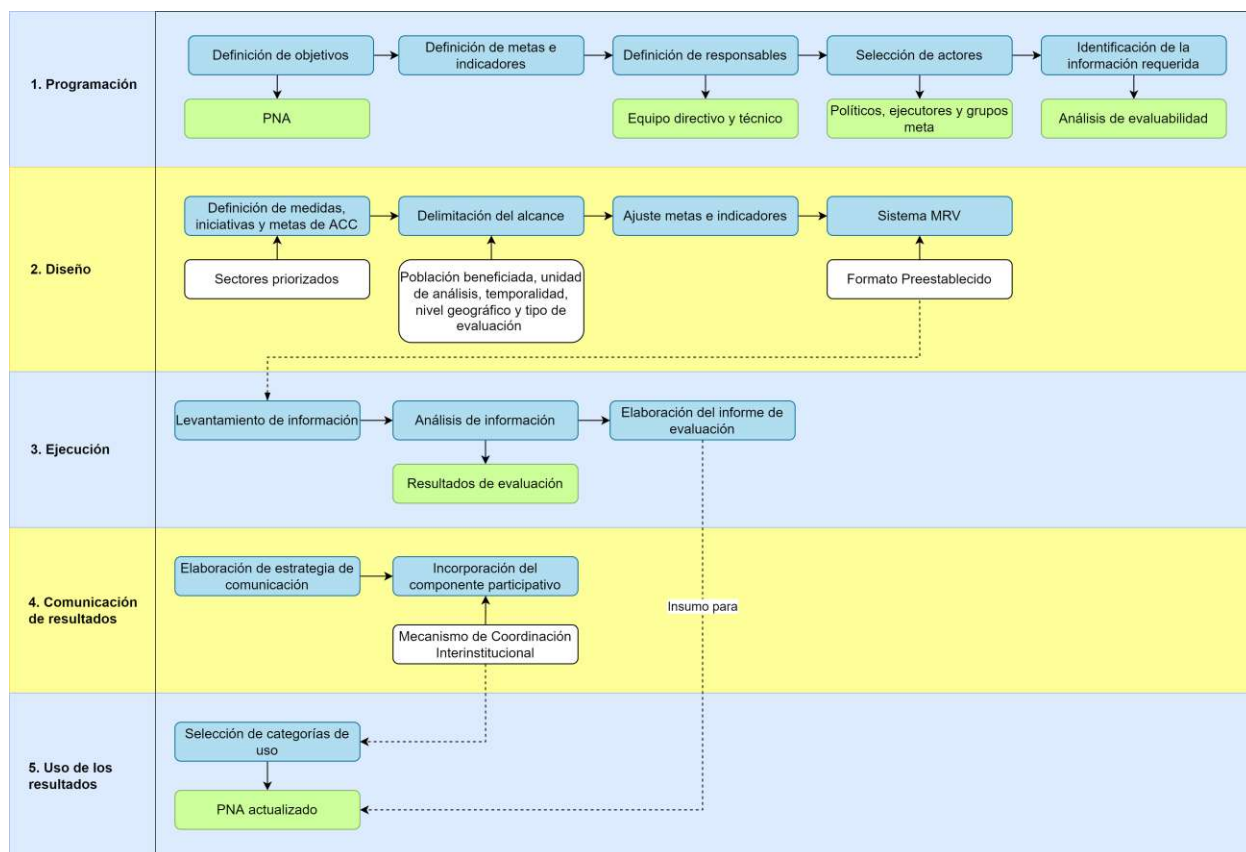 1. Programación
Definición de objetivos
Definición de metas e
indicadores
Definición de responsables
Selección de actores
Identificación de la
información requerida
PNA
Equipo directivo y técnico
Políticos, ejecutores y grupos
meta
Análisis de evaluabilidad
2. Diseño
Definición de medidas,
iniciativas y metas de ACC
Delimitación del alcance
Ajuste metas e indicadores
Sistema MRV
Sectores priorizados
Población beneficiada, unidad
de análisis, temporalidad,
nivel geográfico y tipo de
evaluación
Formato Preestablecido
3. Ejecución
Levantamiento de información
Análisis de información
Elaboración del informe de
evaluación
Resultados de evaluación
4. Comunicación
de resultados
Elaboración de estrategia de
comunicación
Incorporación del
componente participativo
Insumo para
Mecanismo de Coordinación
Interinstitucional
5. Uso de los
resultados
Selección de categorías de
uso
PNA actualizado